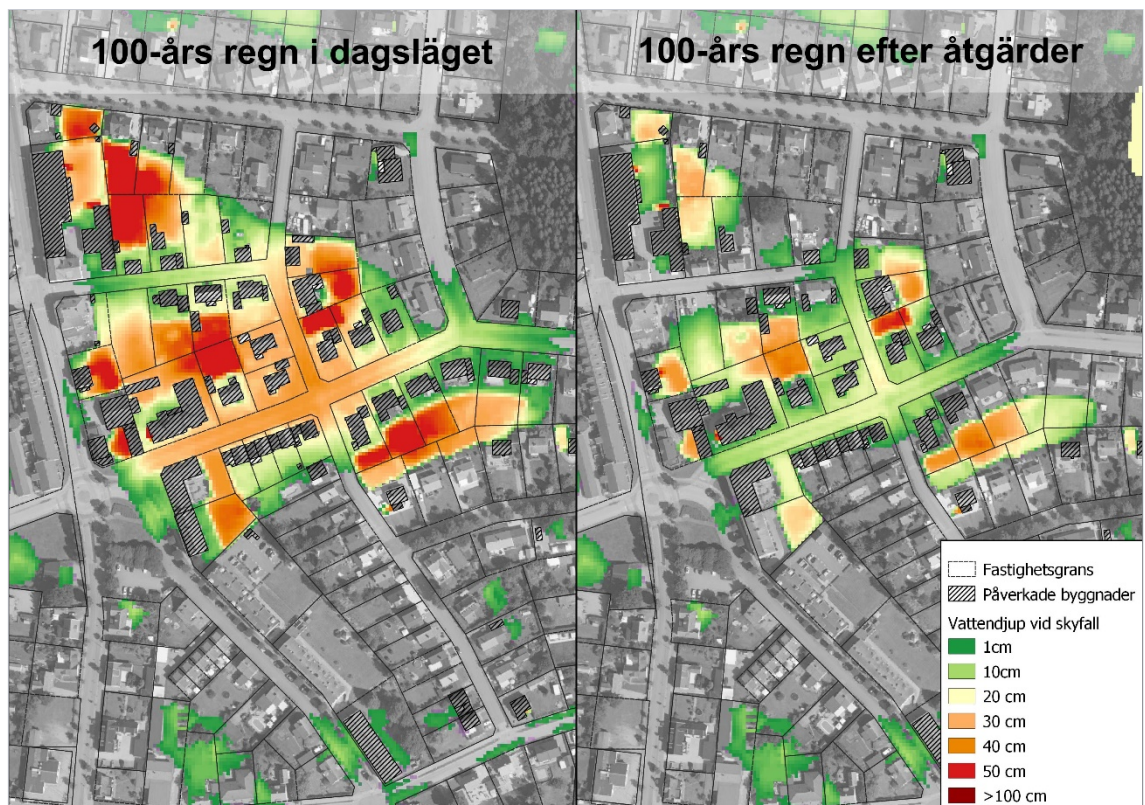 100-års regn i dagsläget
100-års regn efter åtgärder
Fastighetsgrans
Påverkade byggnader
Vattendjup vid skyfall
1cm
10cm
20 cm
30 cm
40 cm
50 cm
>100 cm